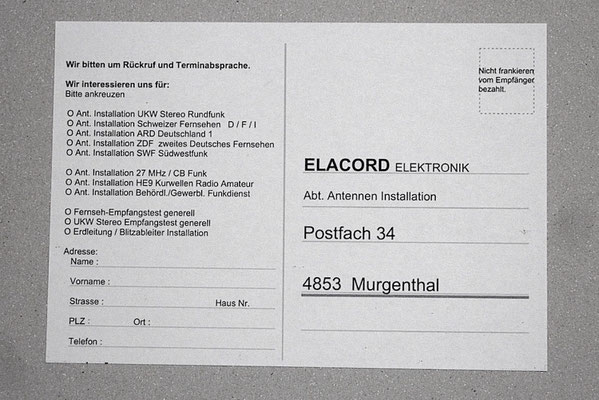 Wir bitten um Rückruf und Terminabsprache.
Wir interessieren uns für:
Bitte ankreuzen
O Ant. Installation UKW Stereo Rundfunk
O Ant. Installation Schweizer Fernsehen D / F / I
O Ant. Installation ARD Deutschland 1
O Ant. Installation ZDF zweites Deutsches Fernsehen
O Ant. Installation SWF Südwestfunk
O Ant. Installation 27 MHz / CB Funk
O Ant. Installation HE9 Kurwellen Radio Amateur
O Ant. Installation Behördl./Gewerbl. Funkdienst
O Fernseh-Empfangstest generell
O UKW Stereo Empfangstest generell
O Erdleitung / Blitzableiter Installation
Adresse:
Name :
Vorname :
Strasse : Haus Nr.
PLZ : Ort :
Telefon :
Nicht frankieren
vom Empfänger
bezahlt.
ELACORD ELEKTRONIK
Abt. Antennen Installation
Postfach 34
4853 Murgenthal